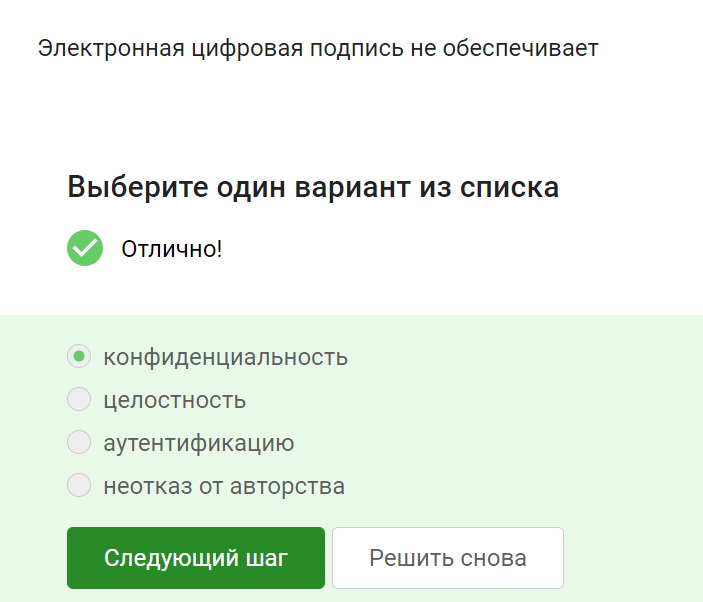 Электронная цифровая подпись не обеспечивает
Выберите один вариант из списка
Отлично!
конфиденциальность
целостность
аутентификацию
неотказ от авторства
Следующий шаг
Решить снова